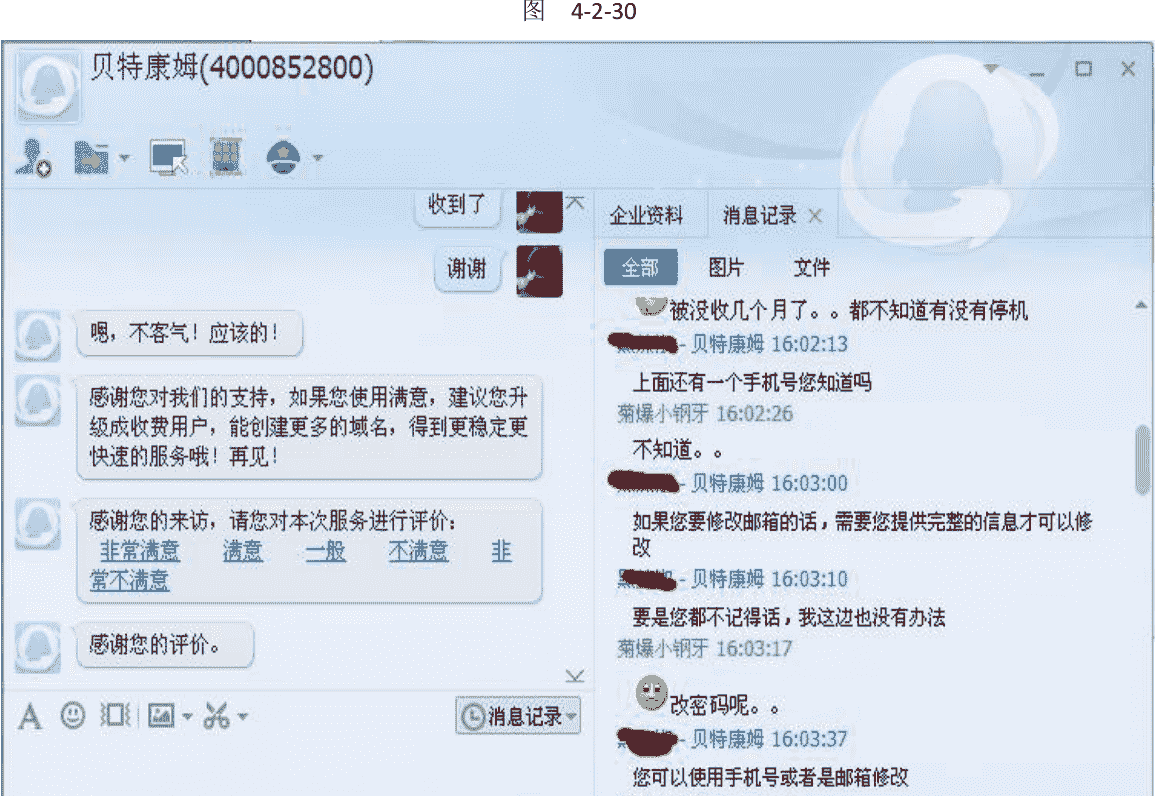 图 4-2-30
贝特康姆(4000852800)
收到了
谢谢
嗯，不客气！应该的！
感谢您对我们的支持，如果您使用满意，建议您升
级成收费用户，能创建更多的域名，得到更稳定更
快速的服务哦！再见！
感谢您的来访，请您对本次服务进行评价：
非常满意 满意 一般 不满意 非
常不满意
感谢您的评价。
消息记录
企业资料 消息记录
全部 图片 文件
被没收几个月了。。都不知道有没有停机
- 贝特康姆 16:02:13
上面还有一个手机号您知道吗
菊爆小钢牙 16:02:26
不知道。。
- 贝特康姆 16:03:00
如果您要修改邮箱的话，需要您提供完整的信息才可以修
改
- 贝特康姆 16:03:10
要是您都不记得话，我这边也没有办法
菊爆小钢牙 16:03:17
改密码呢。。
- 贝特康姆 16:03:37
您可以使用手机号或者是邮箱修改